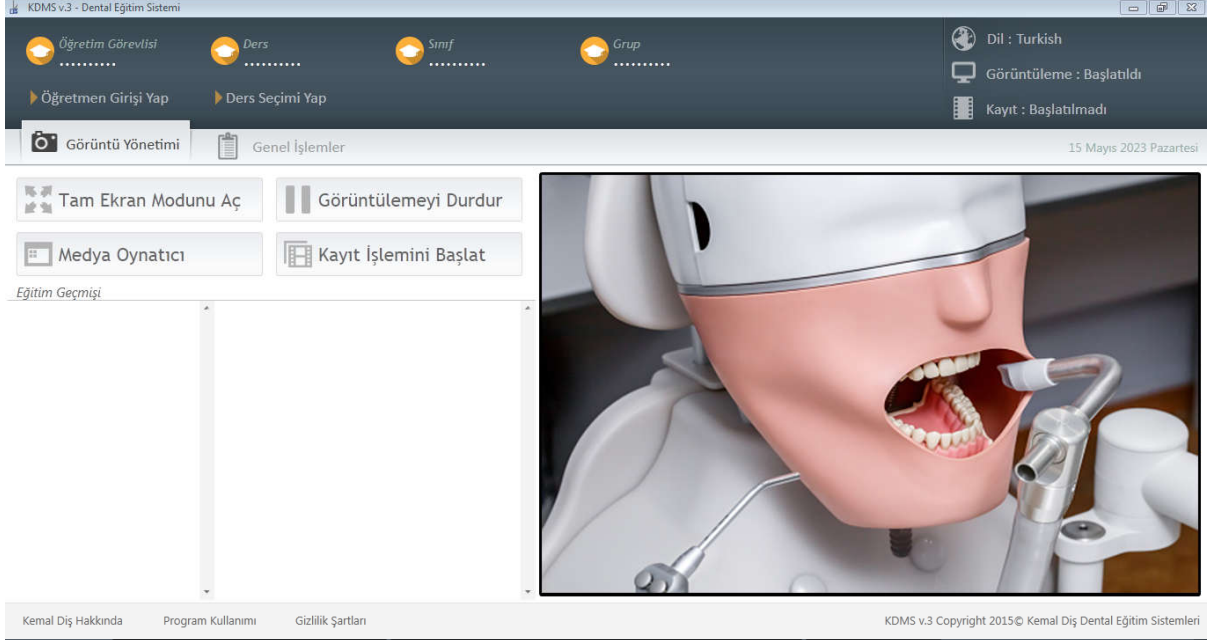 KDMS v.3 - Dental Eğitim Sistemi
Öğretim Görevlisi
..........
Ders
..........
Sınıf
..........
Grup
..........
Öğretmen Girişi Yap
Ders Seçimi Yap
Dil : Turkish
Görüntüleme : Başlatıldı
Kayıt : Başlatılmadı
Görüntü Yönetimi
Genel İşlemler
15 Mayıs 2023 Pazartesi
Tam Ekran Modunu Aç
Görüntülemeyi Durdur
Medya Oynatıcı
Kayıt İşlemini Başlat
Eğitim Geçmişi
Kemal Diş Hakkında
Program Kullanımı
Gizlilik Şartları
KDMS v.3 Copyright 2015© Kemal Diş Dental Eğitim Sistemleri